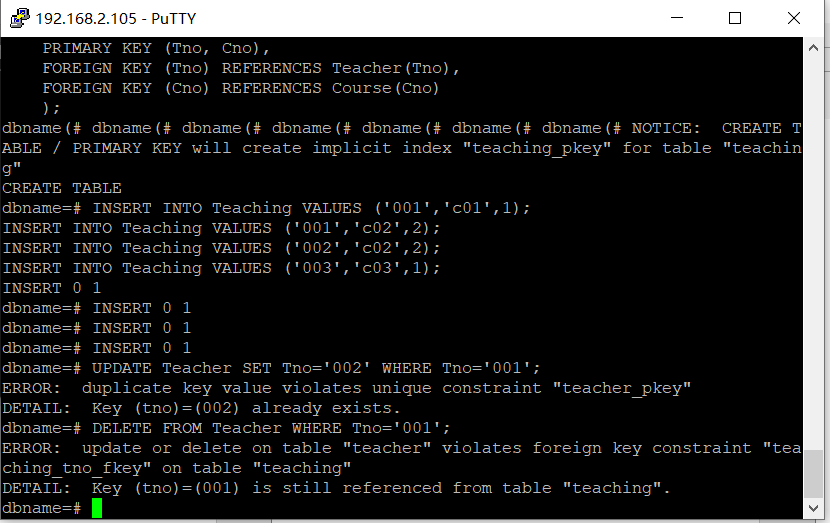 192.168.2.105 - PuTTY
PRIMARY KEY (Tno, Cno),
FOREIGN KEY (Tno) REFERENCES Teacher(Tno),
FOREIGN KEY (Cno) REFERENCES Course(Cno)
);
dbname(# dbname(# dbname(# dbname(# dbname(# dbname(# dbname(# NOTICE:  CREATE T
ABLE / PRIMARY KEY will create implicit index "teaching_pkey" for table "teachin
g"
CREATE TABLE
dbname=# INSERT INTO Teaching VALUES ('001','c01',1);
INSERT INTO Teaching VALUES ('001','c02',2);
INSERT INTO Teaching VALUES ('002','c02',2);
INSERT INTO Teaching VALUES ('003','c03',1);
INSERT 0 1
dbname=# INSERT 0 1
dbname=# INSERT 0 1
dbname=# INSERT 0 1
dbname=# UPDATE Teacher SET Tno='002' WHERE Tno='001';
ERROR:  duplicate key value violates unique constraint "teacher_pkey"
DETAIL:  Key (tno)=(002) already exists.
dbname=# DELETE FROM Teacher WHERE Tno='001';
ERROR:  update or delete on table "teacher" violates foreign key constraint "tea
ching_tno_fkey" on table "teaching"
DETAIL:  Key (tno)=(001) is still referenced from table "teaching".
dbname=#